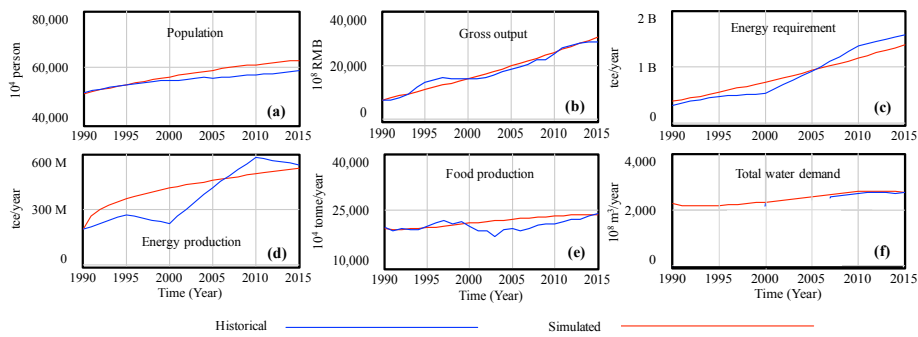 80,000
60,000
40,000
10⁴ person
Population
(a)
1990 1995 2000 2005 2010 2015
40,000
20,000
0
10⁸ RMB
Gross output
(b)
1990 1995 2000 2005 2010 2015
2 B
1 B
0
tce/year
Energy requirement
(c)
1990 1995 2000 2005 2010 2015
600 M
300 M
0
tce/year
Energy production
(d)
1990 1995 2000 2005 2010 2015
Time (Year)
40,000
25,000
10,000
10⁴ tonne/year
Food production
(e)
1990 1995 2000 2005 2010 2015
Time (Year)
4,000
2,000
0
10⁸ m³/year
Total water demand
(f)
1990 1995 2000 2005 2010 2015
Time (Year)
Historical
Simulated